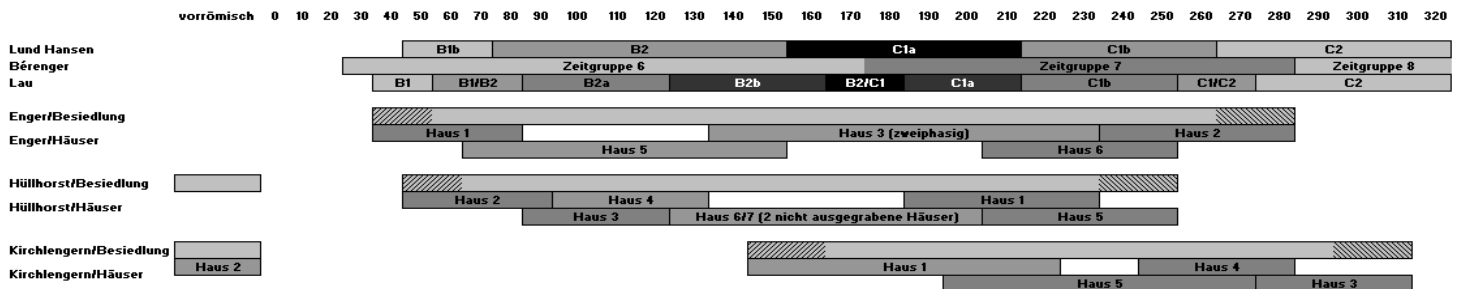 vorrömisch 0 10 20 30 40 50 60 70 80 90 100 110 120 130 140 150 160 170 180 190 200 210 220 230 240 250 260 270 280 290 300 310 320
Lund Hansen B1b B2 C1a C1b C2
Bérenger Zeitgruppe 6 Zeitgruppe 7 Zeitgruppe 8
Lau B1 B1/B2 B2a B2b B2/C1 C1a C1b C1/C2 C2
Enger/Besiedlung
Enger/Häuser Haus 1 Haus 3 (zweiphasig) Haus 2
Haus 5 Haus 6
Hüllhorst/Besiedlung
Hüllhorst/Häuser Haus 2 Haus 4 Haus 1
Haus 3 Haus 6/7 (2 nicht ausgegrabene Häuser) Haus 5
Kirchlengern/Besiedlung
Kirchlengern/Häuser Haus 2 Haus 1 Haus 4
Haus 5 Haus 3